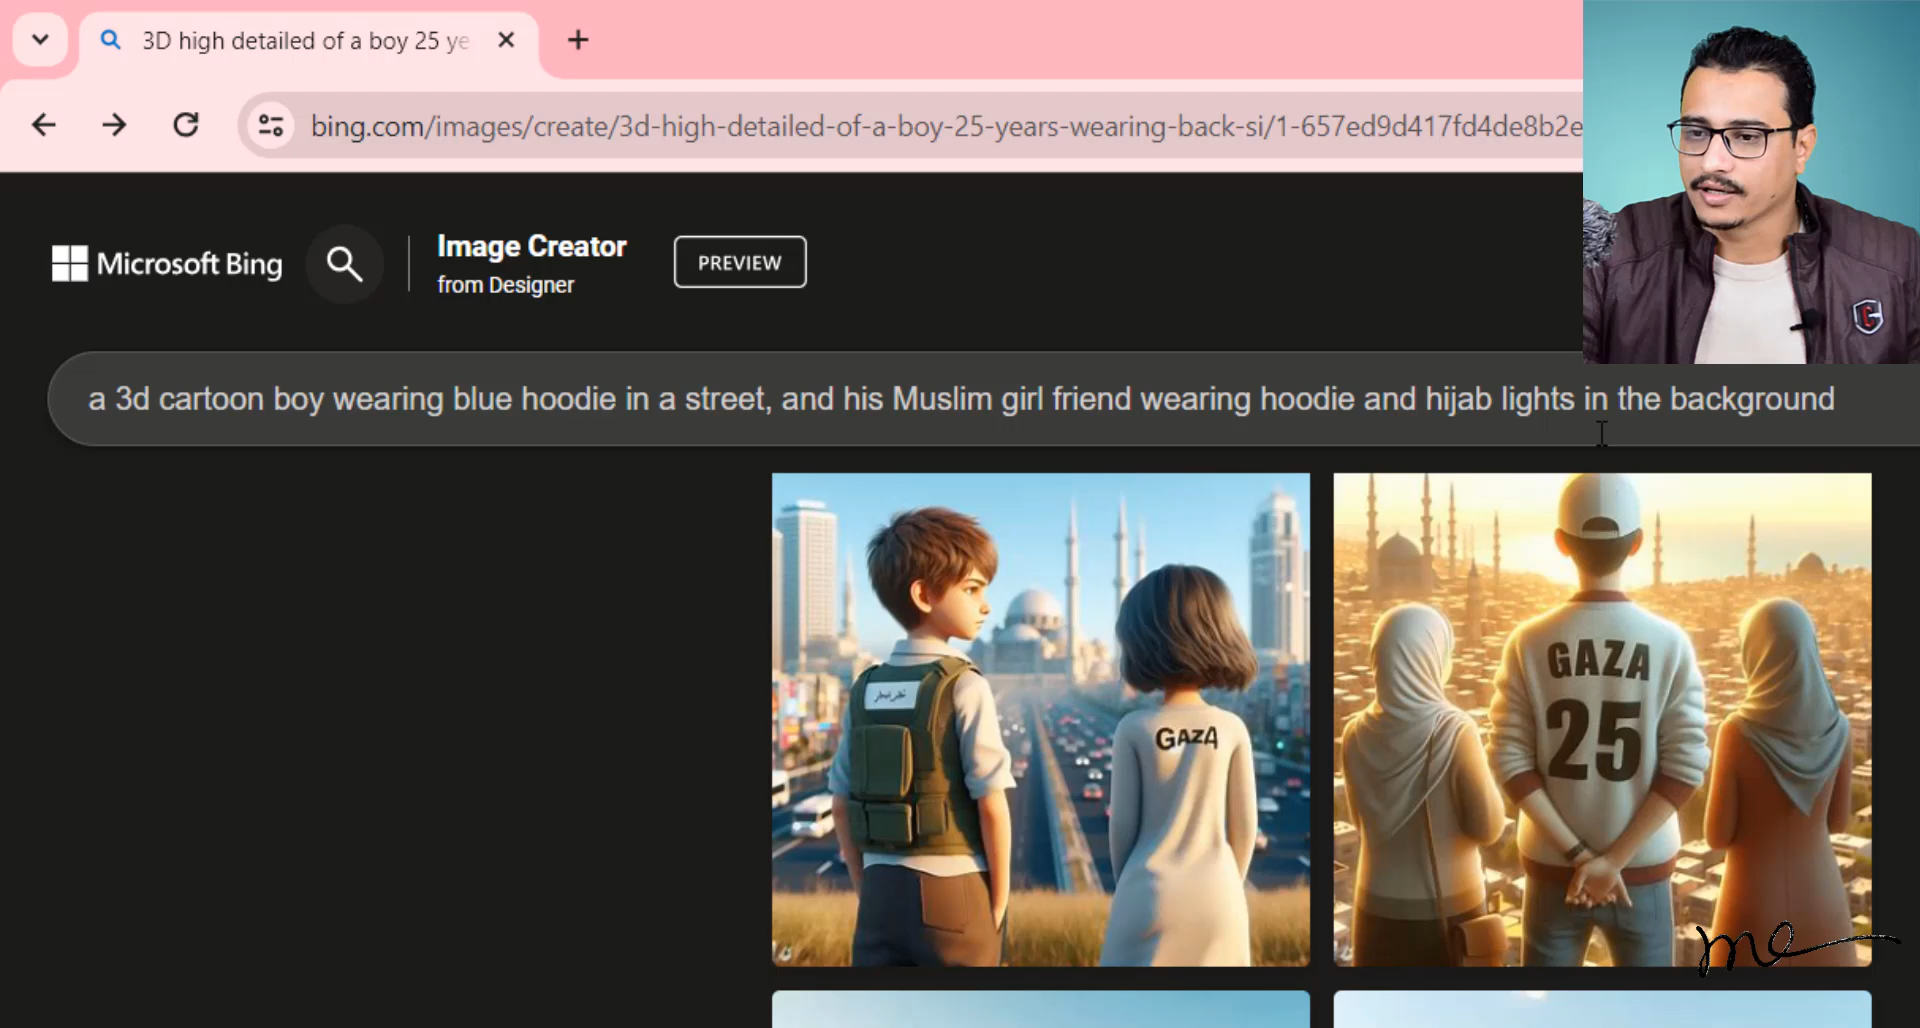 3D high detailed of a boy 25 ye
bing.com/images/create/3d-high-detailed-of-a-boy-25-years-wearing-back-si/1-657ed9d417fd4de8b2e
Microsoft Bing
Image Creator
from Designer
PREVIEW
a 3d cartoon boy wearing blue hoodie in a street, and his Muslim girl friend wearing hoodie and hijab lights in the background
GAZA
GAZA
25
me